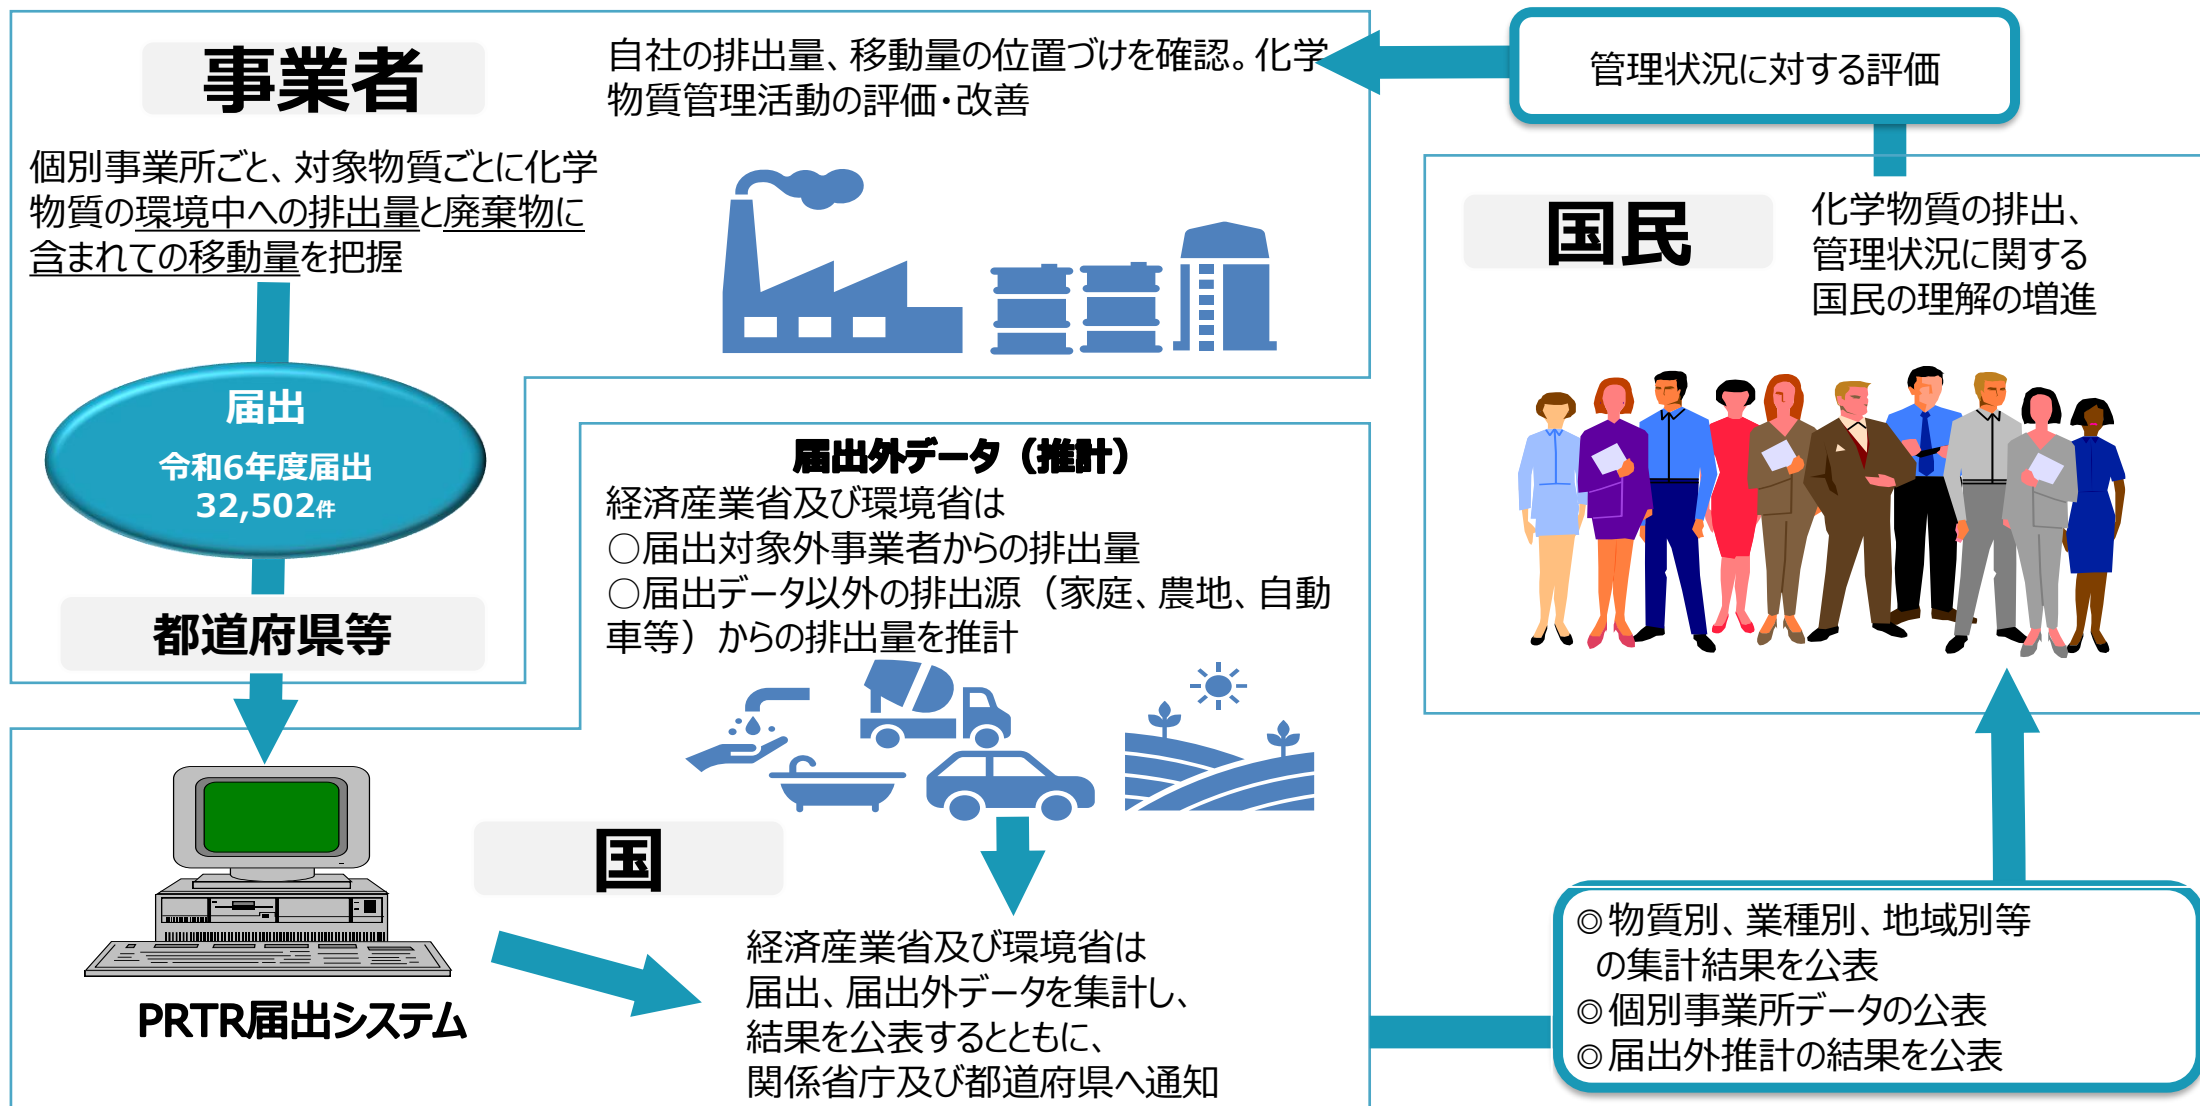 事業者
自社の排出量、移動量の位置づけを確認。化学
物質管理活動の評価・改善
個別事業所ごと、対象物質ごとに化学
物質の環境中への排出量と廃棄物に
含まれての移動量を把握
届出
令和6年度届出
32,502件
都道府県等
PRTR届出システム
届出外データ（推計）
経済産業省及び環境省は
○届出対象外事業者からの排出量
○届出データ以外の排出源（家庭、農地、自動
車等）からの排出量を推計
国
経済産業省及び環境省は
届出、届出外データを集計し、
結果を公表するとともに、
関係省庁及び都道府県へ通知
◎物質別、業種別、地域別等
の集計結果を公表
◎個別事業所データの公表
◎届出外推計の結果を公表
国民
化学物質の排出、
管理状況に関する
国民の理解の増進
管理状況に対する評価